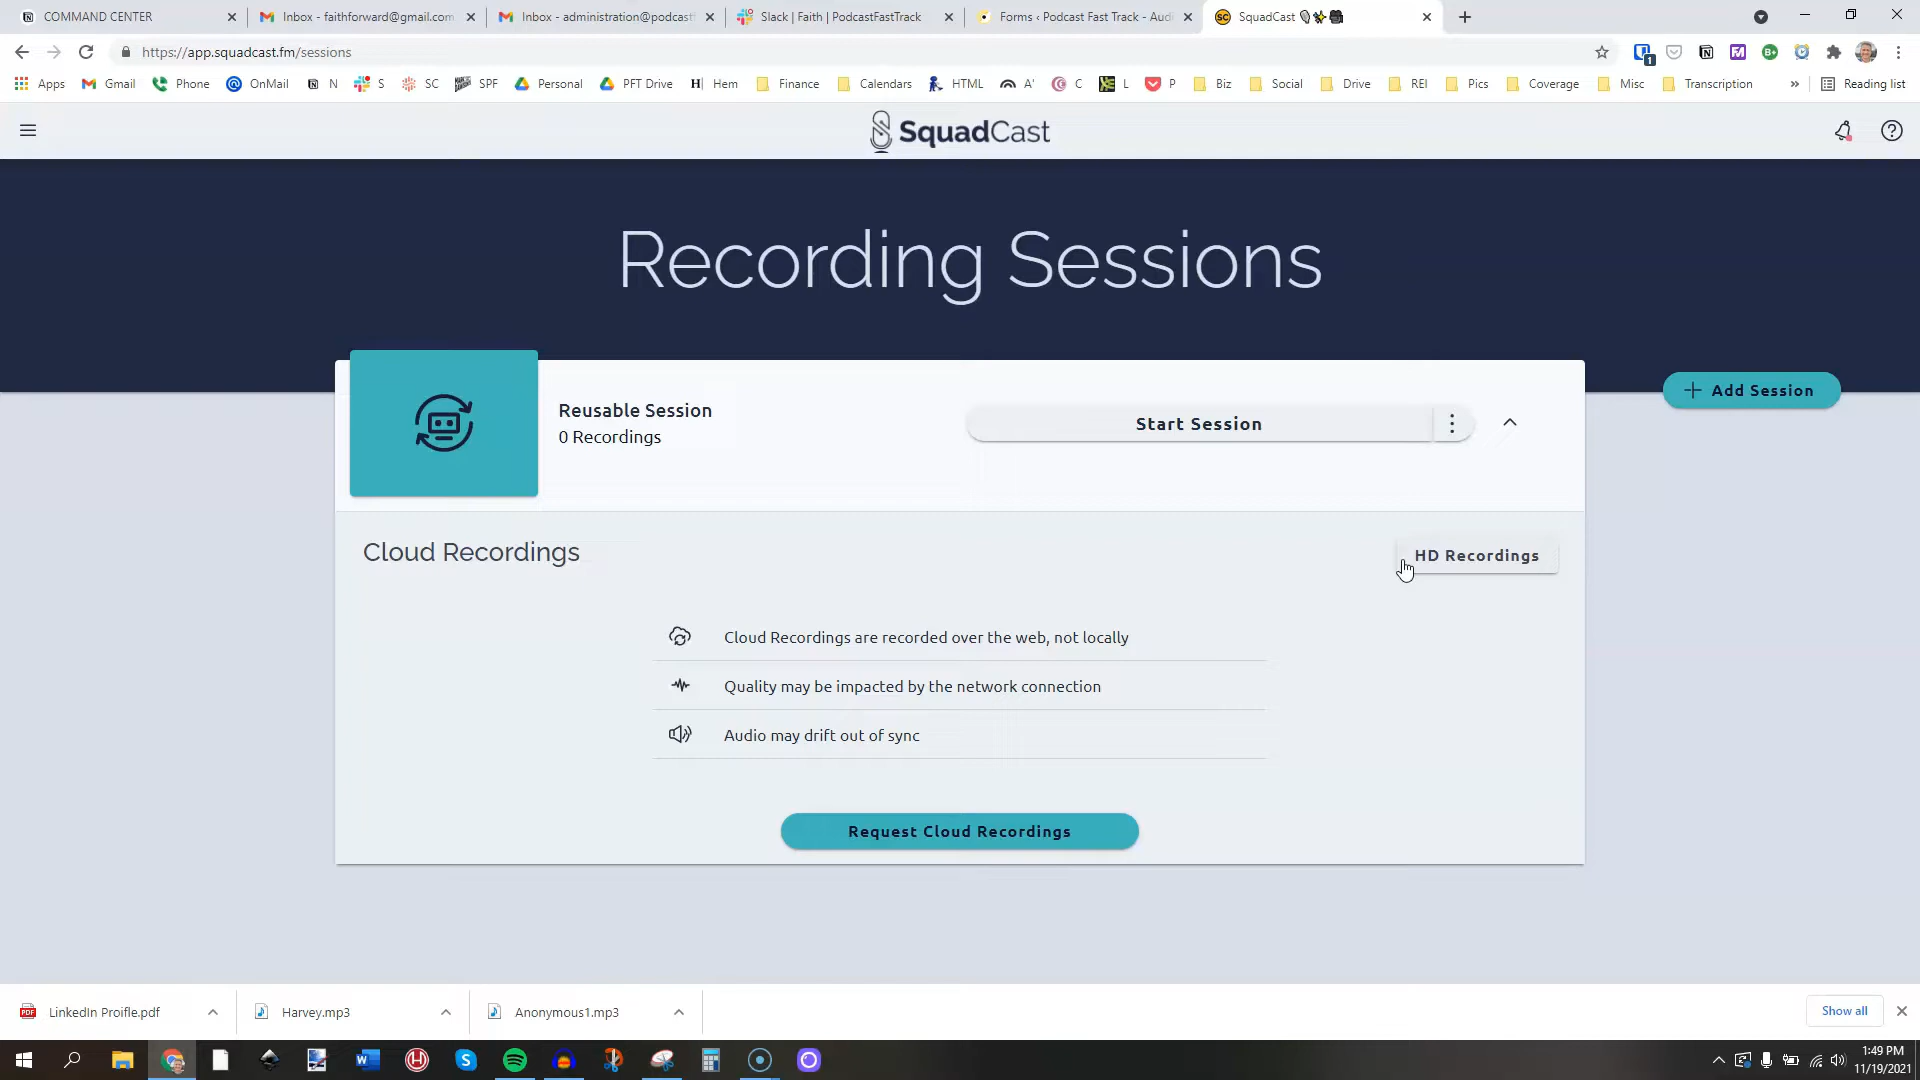 COMMAND CENTER
Inbox - faithforward@gmail.com
Inbox - administration@podcast
Slack | Faith | PodcastFastTrack
Forms ‹ Podcast Fast Track - Aud
SquadCast
https://app.squadcast.fm/sessions
Apps Gmail Phone OnMail N S SC SPF Personal PFT Drive Hem Finance Calendars HTML A' C L P Biz Social Drive REI Pics Coverage Misc Transcription » Reading list
SquadCast
Recording Sessions
+ Add Session
Reusable Session
0 Recordings
Start Session
Cloud Recordings
HD Recordings
Cloud Recordings are recorded over the web, not locally
Quality may be impacted by the network connection
Audio may drift out of sync
Request Cloud Recordings
LinkedIn Proifle.pdf
Harvey.mp3
Anonymous1.mp3
Show all
1:49 PM
11/19/2021